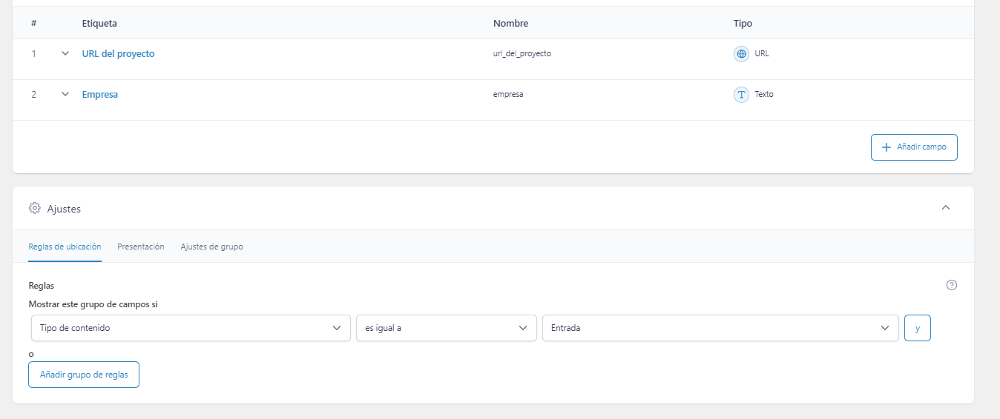 # Etiqueta Nombre Tipo
1 URL del proyecto url_del_proyecto URL
2 Empresa empresa T Texto
+ Añadir campo
Ajustes
Reglas de ubicación Presentación Ajustes de grupo
Reglas ?
Mostrar este grupo de campos si
Tipo de contenido es igual a Entrada y
o
Añadir grupo de reglas